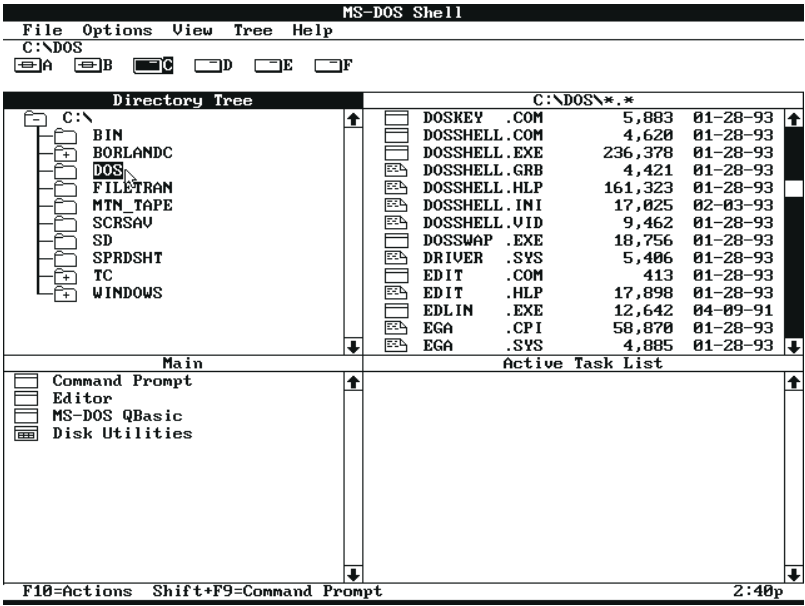 MS-DOS Shell
File Options View Tree Help
C:\DOS
A B C D E F
Directory Tree
C:\
BIN
BORLANDC
DOS
FILETRAN
MTN_TAPE
SCRSAV
SD
SPRDSHT
TC
WINDOWS
C:\DOS\*.*
DOSKEY .COM 5,883 01-28-93
DOSSHELL.COM 4,620 01-28-93
DOSSHELL.EXE 236,378 01-28-93
DOSSHELL.GRB 4,421 01-28-93
DOSSHELL.HLP 161,323 01-28-93
DOSSHELL.INI 17,025 02-03-93
DOSSHELL.VID 9,462 01-28-93
DOSSWAP .EXE 18,756 01-28-93
DRIVER .SYS 5,406 01-28-93
EDIT .COM 413 01-28-93
EDIT .HLP 17,898 01-28-93
EDLIN .EXE 12,642 04-09-91
EGA .CPI 58,870 01-28-93
EGA .SYS 4,885 01-28-93
Main
Command Prompt
Editor
MS-DOS QBasic
Disk Utilities
Active Task List
F10=Actions Shift+F9=Command Prompt 2:40p